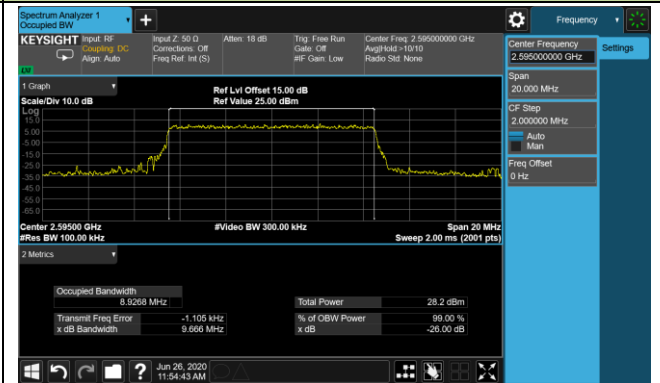 Spectrum Analyzer 1
Occupied BW
Frequency
KEYSIGHT
Input: RF
Coupling: DC
Align: Auto
Input Z: 50 Ω
Corrections: Off
Freq Ref: Int (S)
Atten: 18 dB
Trig: Free Run
Gate: Off
#IF Gain: Low
Center Freq: 2.595000000 GHz
Avg|Hold:>10/10
Radio Std: None
Center Frequency
2.595000000 GHz
Settings
Span
20.000 MHz
CF Step
2.000000 MHz
Auto
Man
Freq Offset
0 Hz
1 Graph
Scale/Div 10.0 dB
Ref Lvl Offset 15.00 dB
Ref Value 25.00 dBm
Log
15.0
5.00
-5.00
-15.0
-25.0
-35.0
-45.0
-55.0
-65.0
Center 2.59500 GHz
#Res BW 100.00 kHz
#Video BW 300.00 kHz
Span 20 MHz
Sweep 2.00 ms (2001 pts)
2 Metrics
Occupied Bandwidth
8.9268 MHz
Total Power 28.2 dBm
Transmit Freq Error -1.105 kHz
% of OBW Power 99.00 %
x dB Bandwidth 9.666 MHz
x dB -26.00 dB
?
Jun 26, 2020
11:54:43 AM